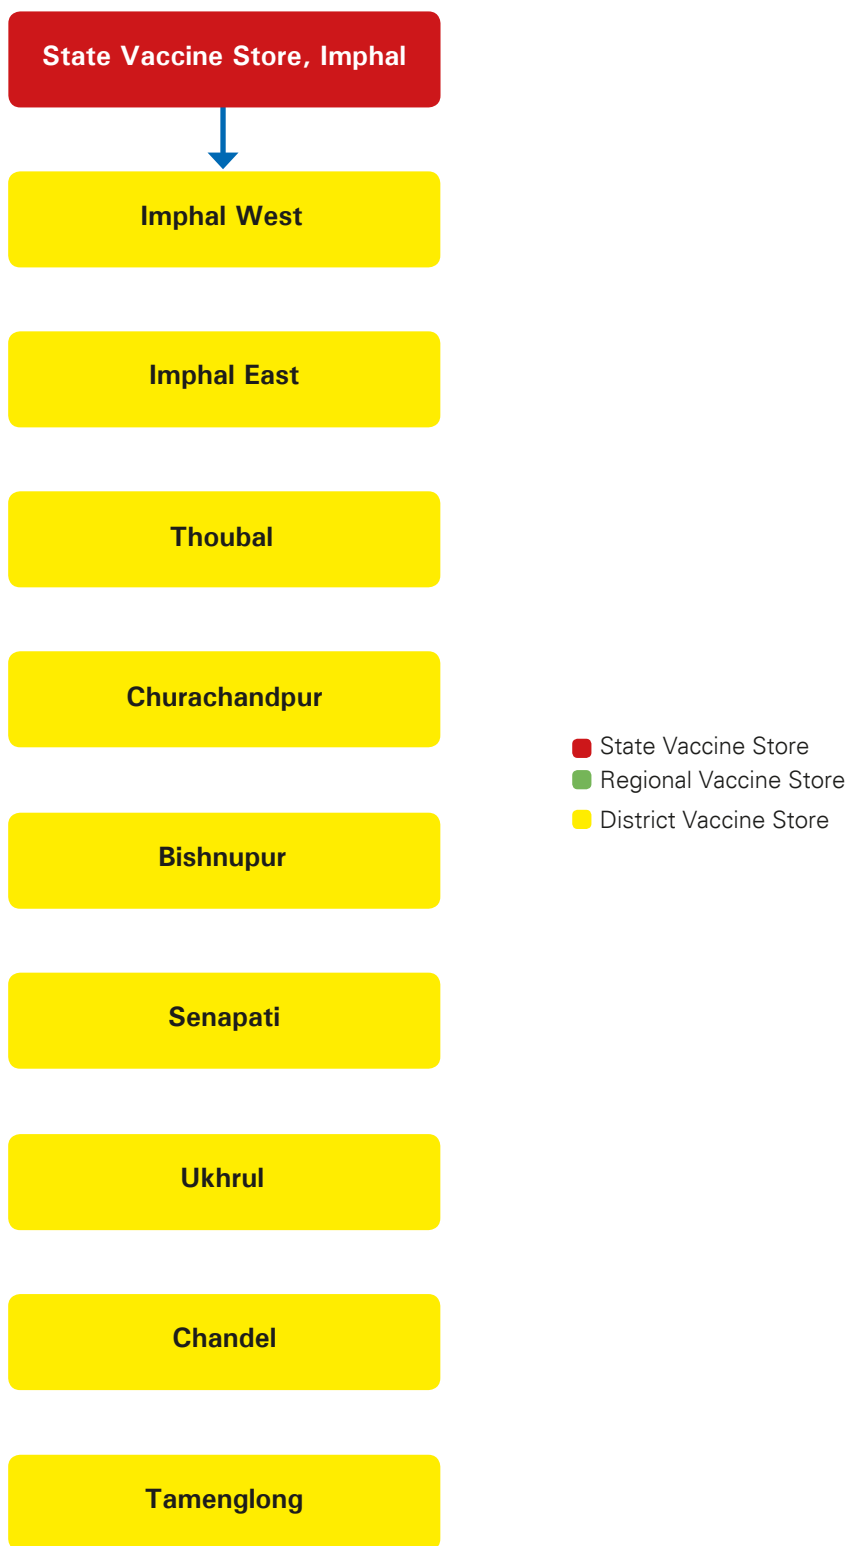 State Vaccine Store, Imphal
Imphal West
Imphal East
Thoubal
Churachandpur
Bishnupur
Senapati
Ukhrul
Chandel
Tamenglong
State Vaccine Store
Regional Vaccine Store
District Vaccine Store